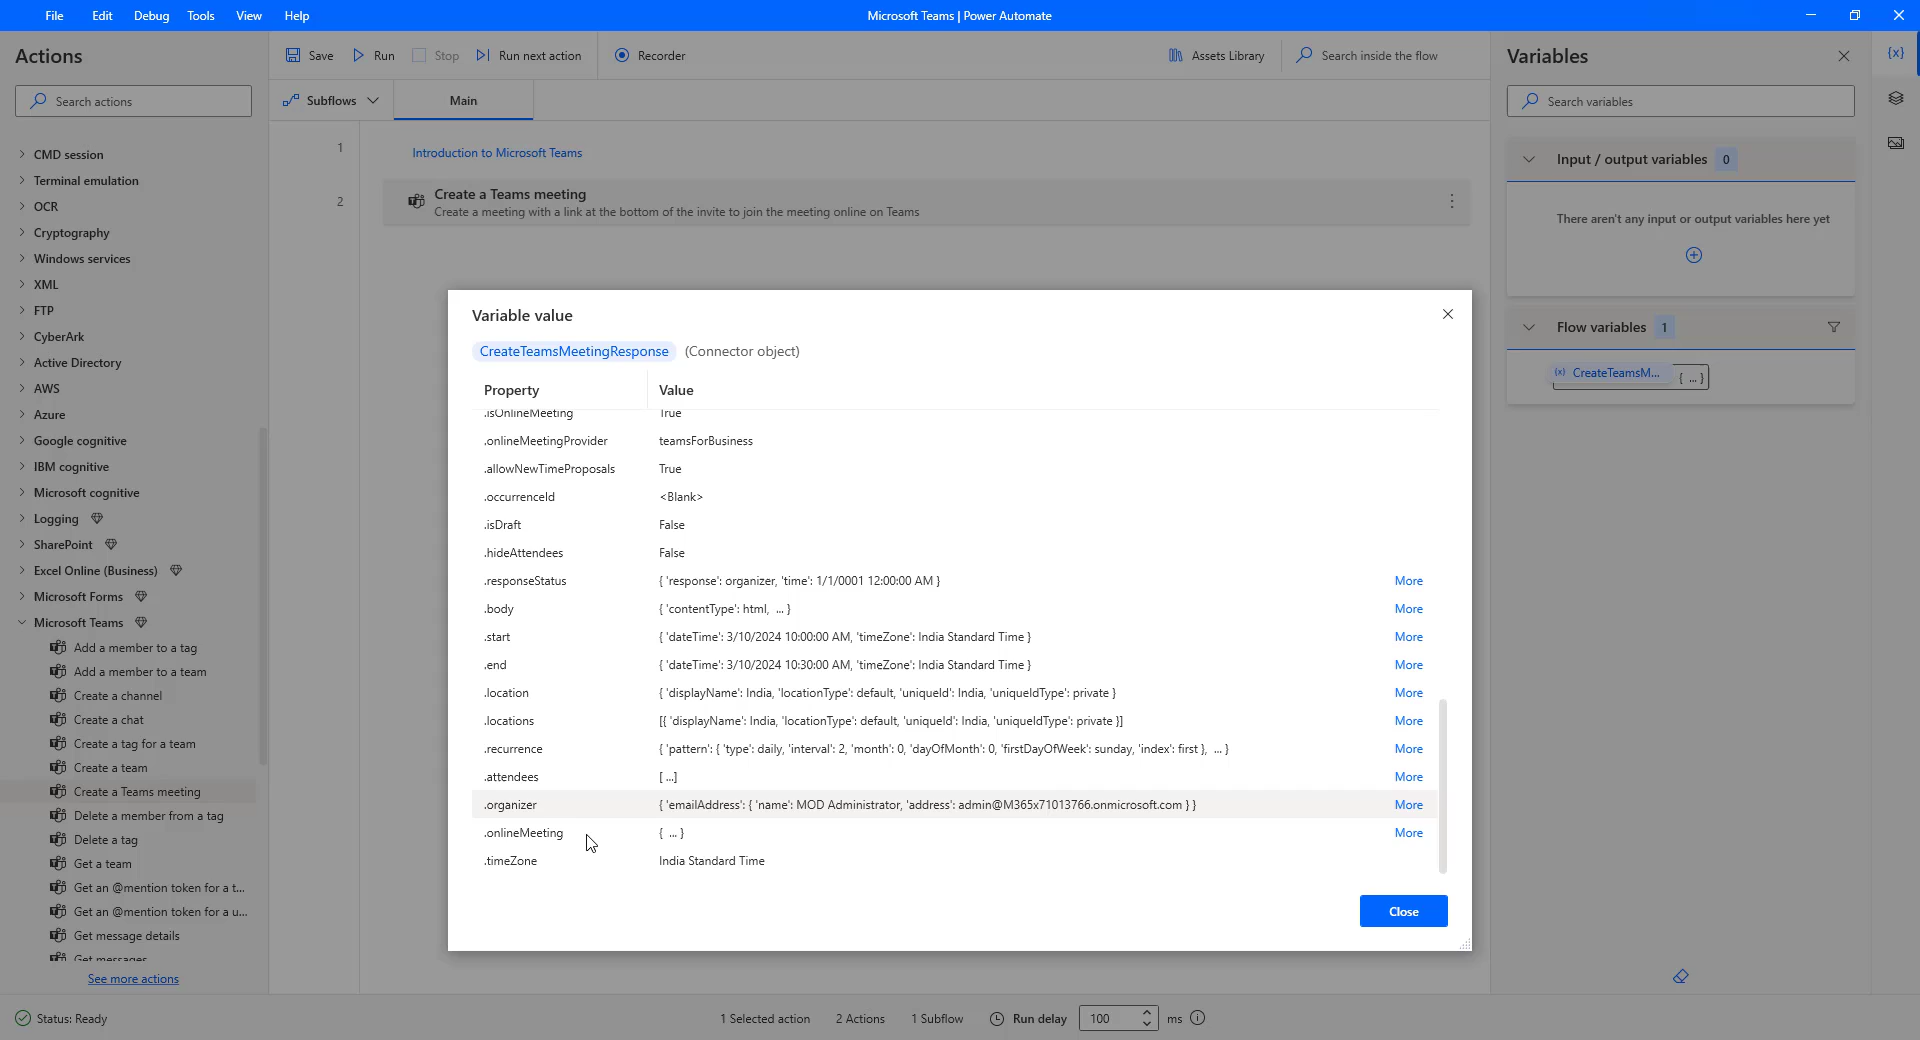 File Edit Debug Tools View Help
Microsoft Teams | Power Automate
Actions
Search actions
CMD session
Terminal emulation
OCR
Cryptography
Windows services
XML
FTP
CyberArk
Active Directory
AWS
Azure
Google cognitive
IBM cognitive
Microsoft cognitive
Logging
SharePoint
Excel Online (Business)
Microsoft Forms
Microsoft Teams
Add a member to a tag
Add a member to a team
Create a channel
Create a chat
Create a tag for a team
Create a team
Create a Teams meeting
Delete a member from a tag
Delete a tag
Get a team
Get an @mention token for a t...
Get an @mention token for a u...
Get message details
Get messages
See more actions
Save Run Stop Run next action Recorder
Assets Library Search inside the flow
Subflows Main
1 Introduction to Microsoft Teams
2 Create a Teams meeting
Create a meeting with a link at the bottom of the invite to join the meeting online on Teams
Variable value
CreateTeamsMeetingResponse (Connector object)
Property Value
.isOnlineMeeting True
.onlineMeetingProvider teamsForBusiness
.allowNewTimeProposals True
.occurrenceId <Blank>
.isDraft False
.hideAttendees False
.responseStatus { 'response': organizer, 'time': 1/1/0001 12:00:00 AM } More
.body { 'contentType': html, ... } More
.start { 'dateTime': 3/10/2024 10:00:00 AM, 'timeZone': India Standard Time } More
.end { 'dateTime': 3/10/2024 10:30:00 AM, 'timeZone': India Standard Time } More
.location { 'displayName': India, 'locationType': default, 'uniqueId': India, 'uniqueIdType': private } More
.locations [{ 'displayName': India, 'locationType': default, 'uniqueId': India, 'uniqueIdType': private }] More
.recurrence { 'pattern': { 'type': daily, 'interval': 2, 'month': 0, 'dayOfMonth': 0, 'firstDayOfWeek': sunday, 'index': first }, ... } More
.attendees [ ...] More
.organizer { 'emailAddress': { 'name': MOD Administrator, 'address': admin@M365x71013766.onmicrosoft.com } } More
.onlineMeeting { ... } More
.timeZone India Standard Time
Close
Variables
{x}
Search variables
Input / output variables 0
There aren't any input or output variables here yet
Flow variables 1
{x} CreateTeamsM... { ... }
Status: Ready
1 Selected action 2 Actions 1 Subflow Run delay 100 ms